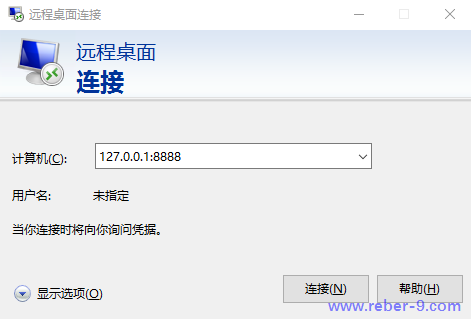 远程桌面连接
远程桌面
连接
计算机(C): 127.0.0.1:8888
用户名: 未指定
当你连接时将向你询问凭据。
显示选项(O) 连接(N) 帮助(H)
www.reber-9.com